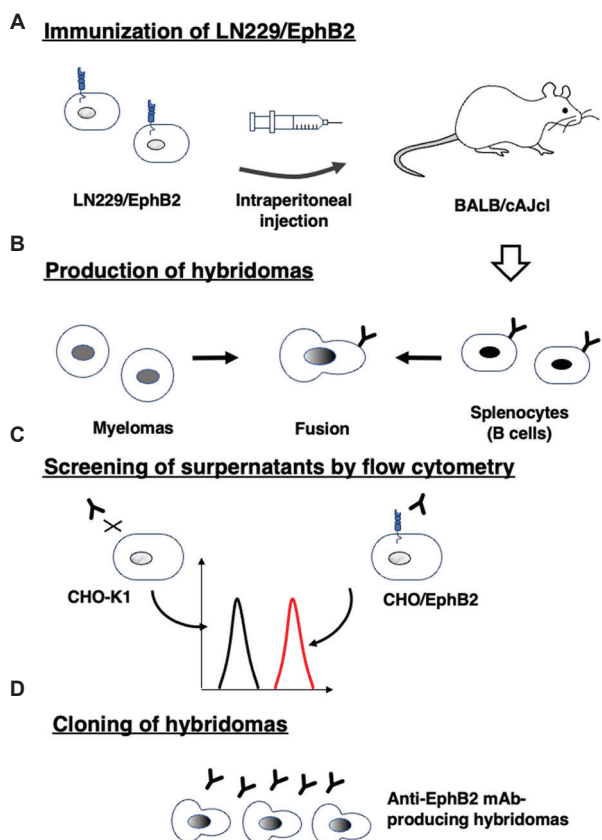 A
Immunization of LN229/EphB2
LN229/EphB2
Intraperitoneal
injection
BALB/cAJcl
B
Production of hybridomas
Myelomas
Fusion
Splenocytes
(B cells)
C
Screening of surpernatants by flow cytometry
CHO-K1
CHO/EphB2
D
Cloning of hybridomas
Anti-EphB2 mAb-
producing hybridomas